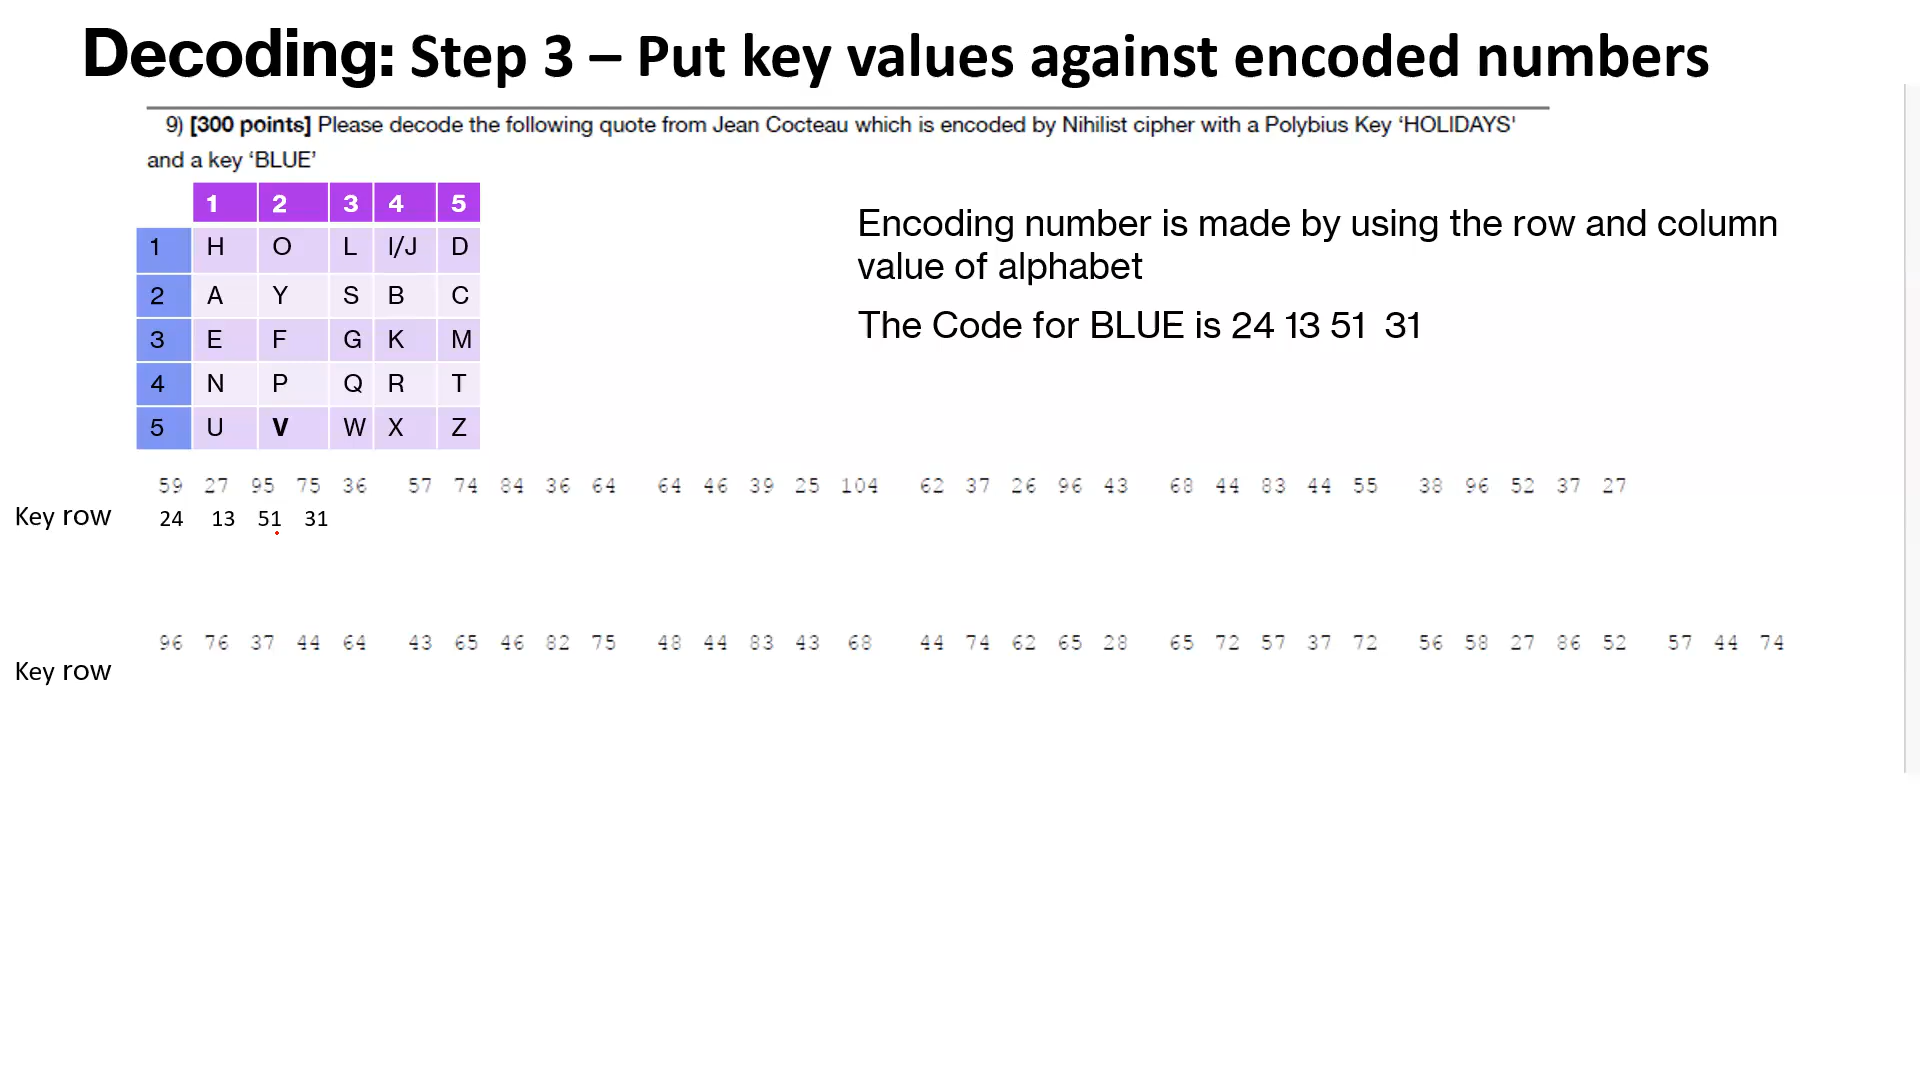 Decoding: Step 3 – Put key values against encoded numbers
9) [300 points] Please decode the following quote from Jean Cocteau which is encoded by Nihilist cipher with a Polybius Key ‘HOLIDAYS'
and a key ‘BLUE’
1 2 3 4 5
1 H O L I/J D
2 A Y S B C
3 E F G K M
4 N P Q R T
5 U V W X Z
Encoding number is made by using the row and column
value of alphabet
The Code for BLUE is 24 13 51 31
59 27 95 75 36 57 74 84 36 64 64 46 39 25 104 62 37 26 96 43 68 44 83 44 55 38 96 52 37 27
Key row 24 13 51 31
96 76 37 44 64 43 65 46 82 75 48 44 83 43 68 44 74 62 65 28 65 72 57 37 72 56 58 27 86 52 57 44 74
Key row